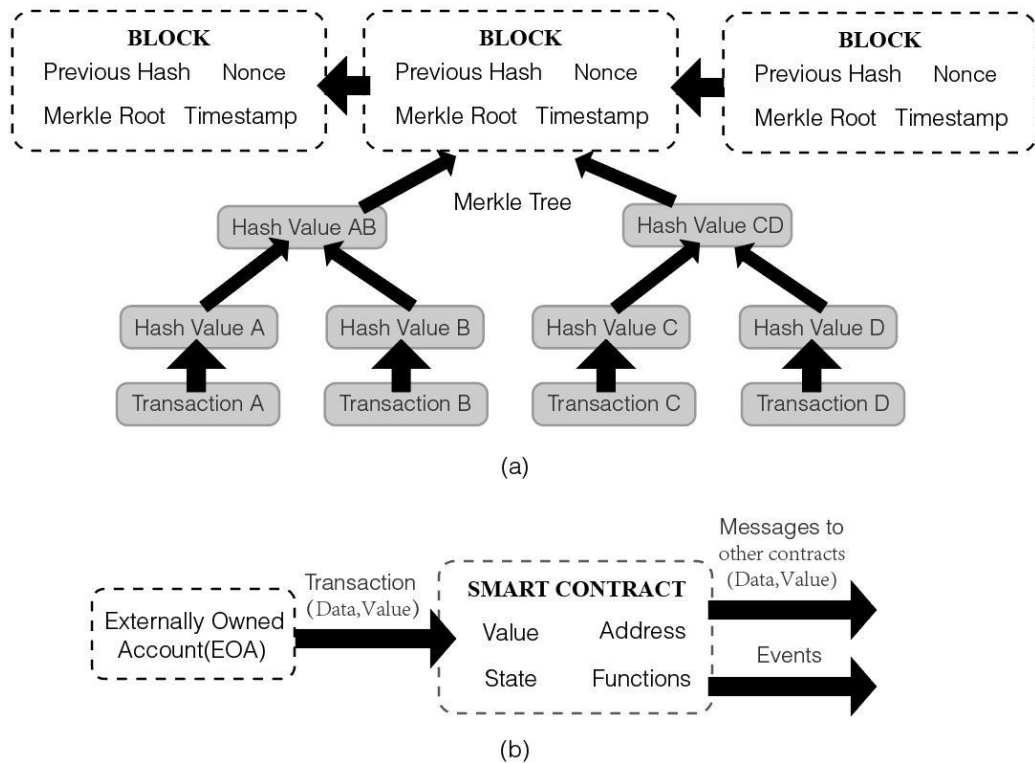 BLOCK
Previous Hash Nonce
Merkle Root Timestamp
BLOCK
Previous Hash Nonce
Merkle Root Timestamp
BLOCK
Previous Hash Nonce
Merkle Root Timestamp
Merkle Tree
Hash Value AB
Hash Value CD
Hash Value A
Hash Value B
Hash Value C
Hash Value D
Transaction A
Transaction B
Transaction C
Transaction D
(a)
Externally Owned
Account(EOA)
Transaction
(Data,Value)
SMART CONTRACT
Value Address
State Functions
Messages to
other contracts
(Data,Value)
Events
(b)